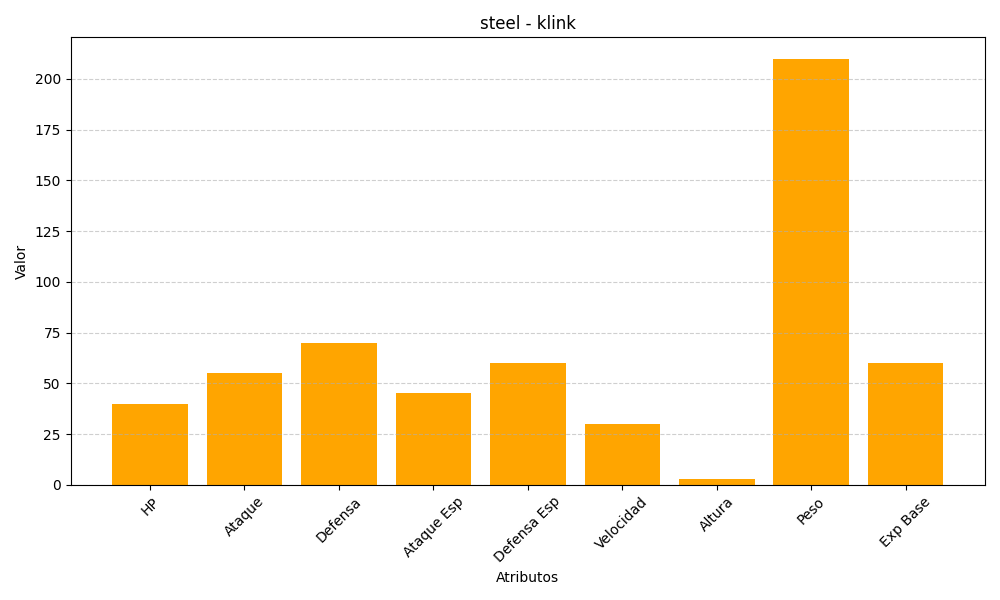 steel - klink
Valor
200
175
150
125
100
75
50
25
0
HP
Ataque
Defensa
Ataque Esp
Defensa Esp
Velocidad
Altura
Peso
Exp Base
Atributos